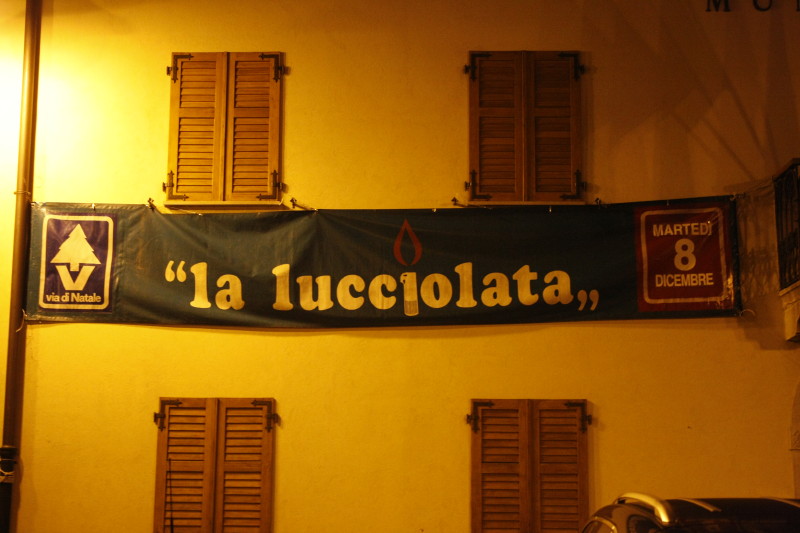 via di Natale
“la lucciolata„
MARTEDÌ
8
DICEMBRE